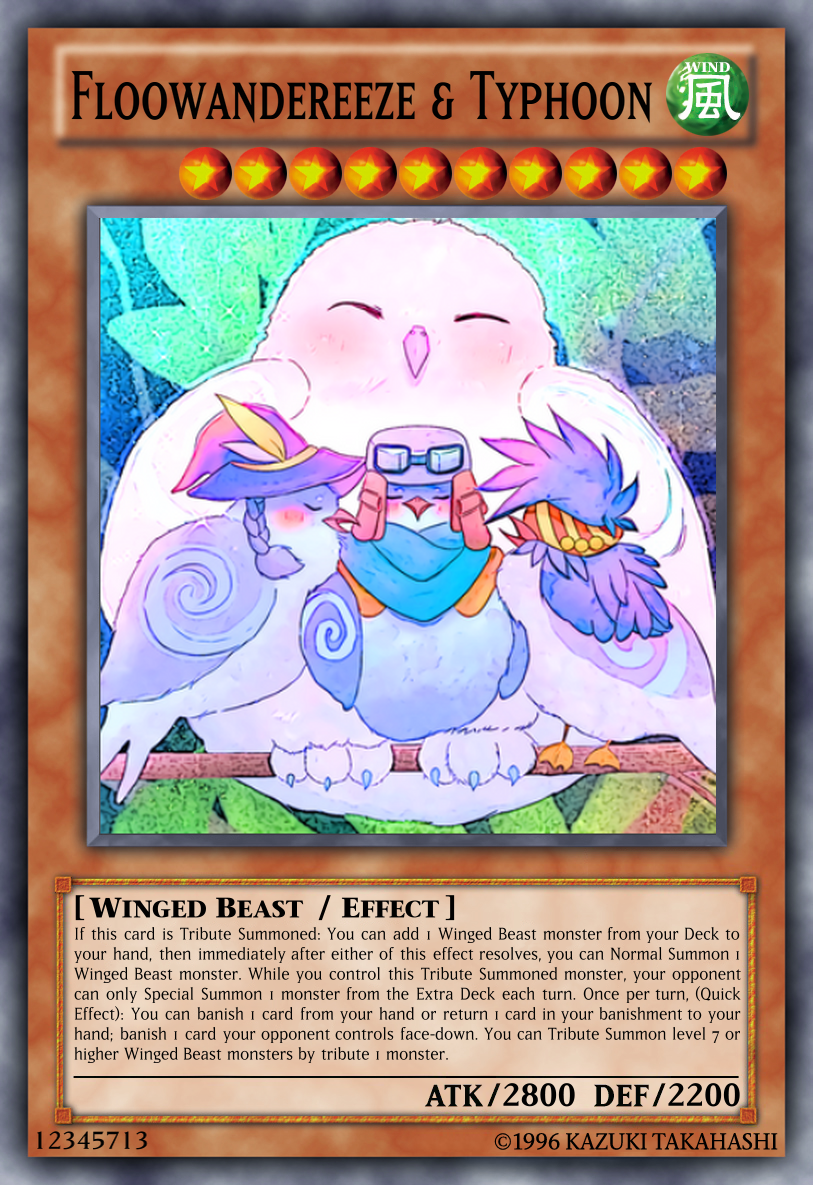 FLOOWANDEREEZE & TYPHOON
WIND
風
[ WINGED BEAST / EFFECT ]
If this card is Tribute Summoned: You can add 1 Winged Beast monster from your Deck to
your hand, then immediately after either of this effect resolves, you can Normal Summon 1
Winged Beast monster. While you control this Tribute Summoned monster, your opponent
can only Special Summon 1 monster from the Extra Deck each turn. Once per turn, (Quick
Effect): You can banish 1 card from your hand or return 1 card in your banishment to your
hand; banish 1 card your opponent controls face-down. You can Tribute Summon level 7 or
higher Winged Beast monsters by tribute 1 monster.
ATK/2800 DEF/2200
12345713
©1996 KAZUKI TAKAHASHI